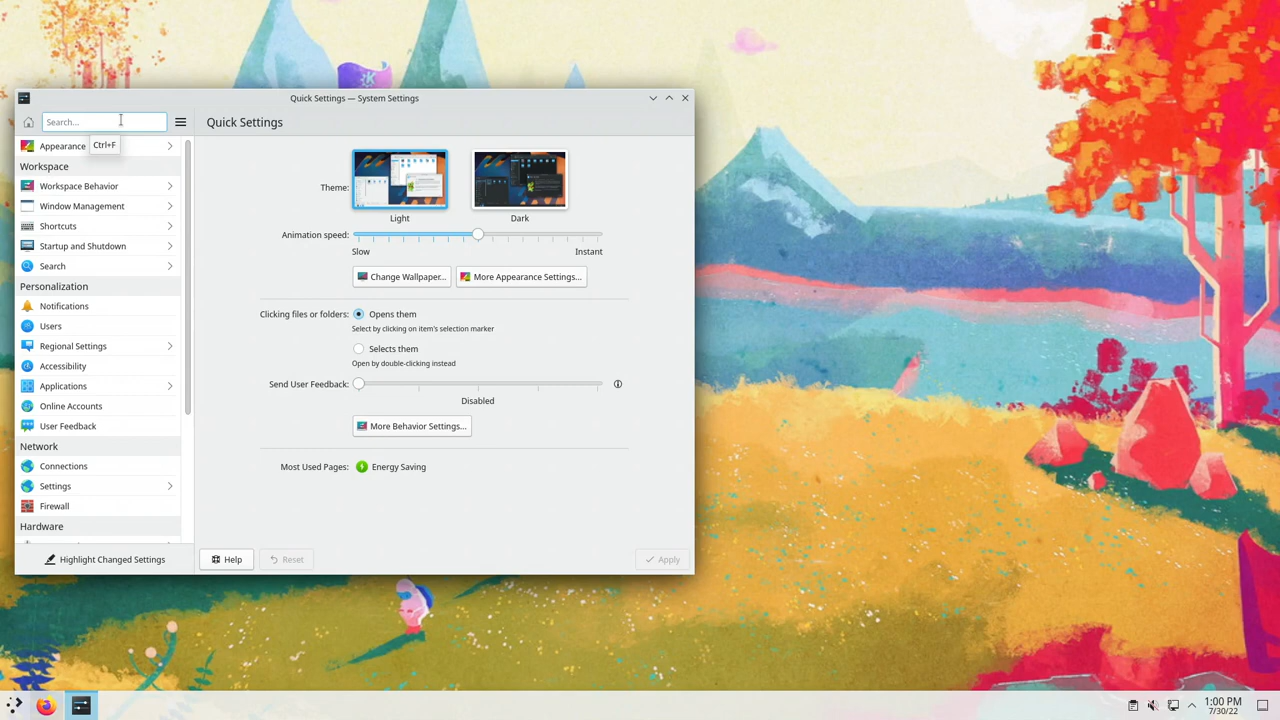 Quick Settings — System Settings
Search...
Quick Settings
Ctrl+F
Appearance
Workspace
Workspace Behavior
Window Management
Shortcuts
Startup and Shutdown
Search
Personalization
Notifications
Users
Regional Settings
Accessibility
Applications
Online Accounts
User Feedback
Network
Connections
Settings
Firewall
Hardware
Highlight Changed Settings
Theme:
Light
Dark
Animation speed:
Slow
Instant
Change Wallpaper...
More Appearance Settings...
Clicking files or folders:
Opens them
Select by clicking on item's selection marker
Selects them
Open by double-clicking instead
Send User Feedback:
Disabled
More Behavior Settings...
Most Used Pages:
Energy Saving
Help
Reset
Apply
1:00 PM
7/30/22